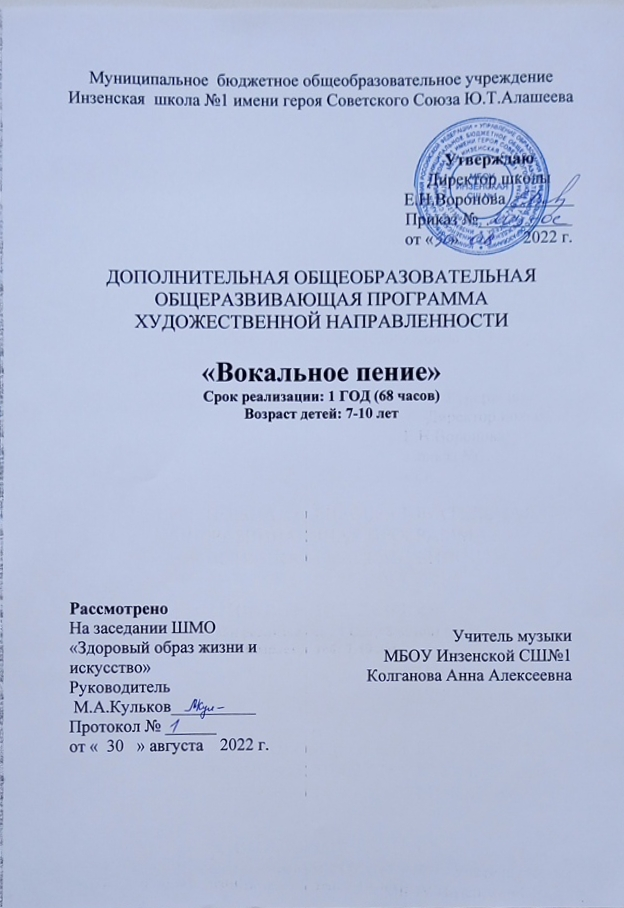 Муниципальное бюджетное общеобразовательное учреждение
Инзенская школа №1 имени героя Советского Союза Ю.Т.Алашеева
Утверждаю
Директор школы
Е.Н.Воронова
Приказ №
от « 2022 г.
ДОПОЛНИТЕЛЬНАЯ ОБЩЕОБРАЗОВАТЕЛЬНАЯ
ОБЩЕРАЗВИВАЮЩАЯ ПРОГРАММА
ХУДОЖЕСТВЕННОЙ НАПРАВЛЕННОСТИ
«Вокальное пение»
Срок реализации: 1 ГОД (68 часов)
Возраст детей: 7-10 лет
Рассмотрено
На заседании ШМО
«Здоровый образ жизни и
искусство»
Руководитель
М.А.Кульков
Протокол № 1
от « 30 » августа 2022 г.
Учитель музыки
МБОУ Инзенской СШ№1
Колганова Анна Алексеевна